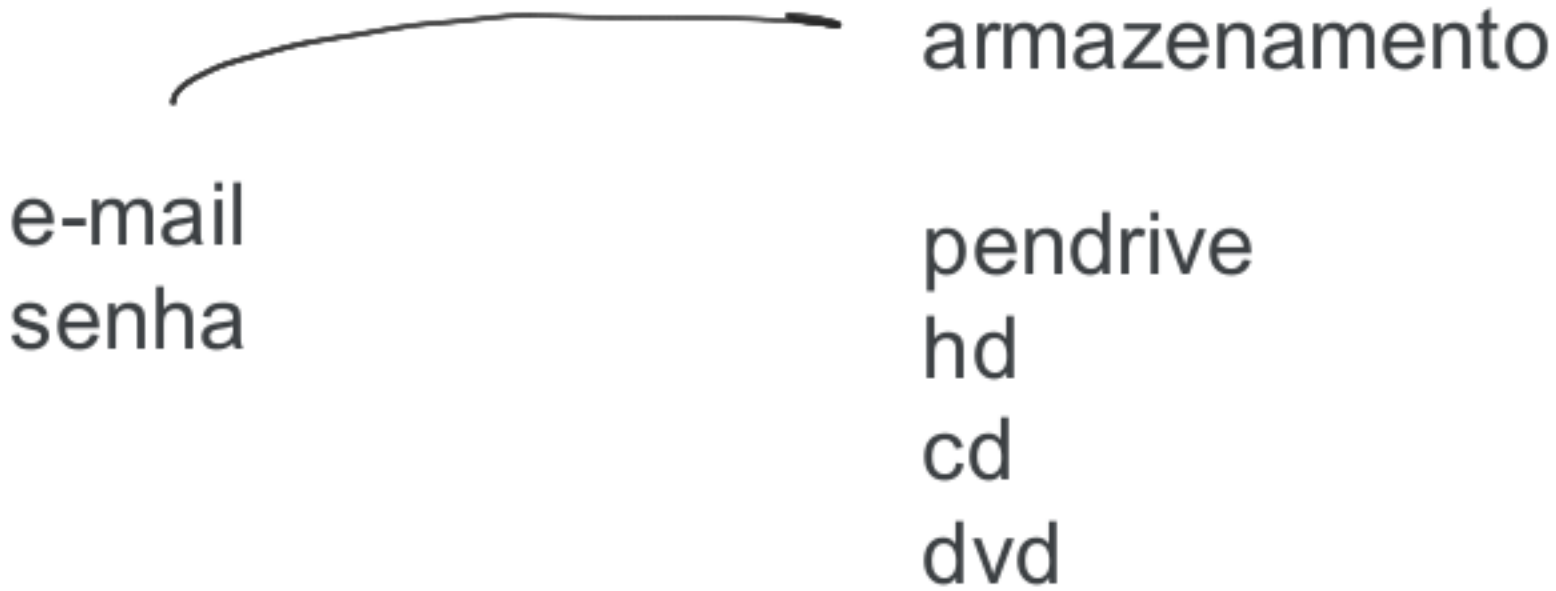 armazenamento
e-mail
senha
pendrive
hd
cd
dvd